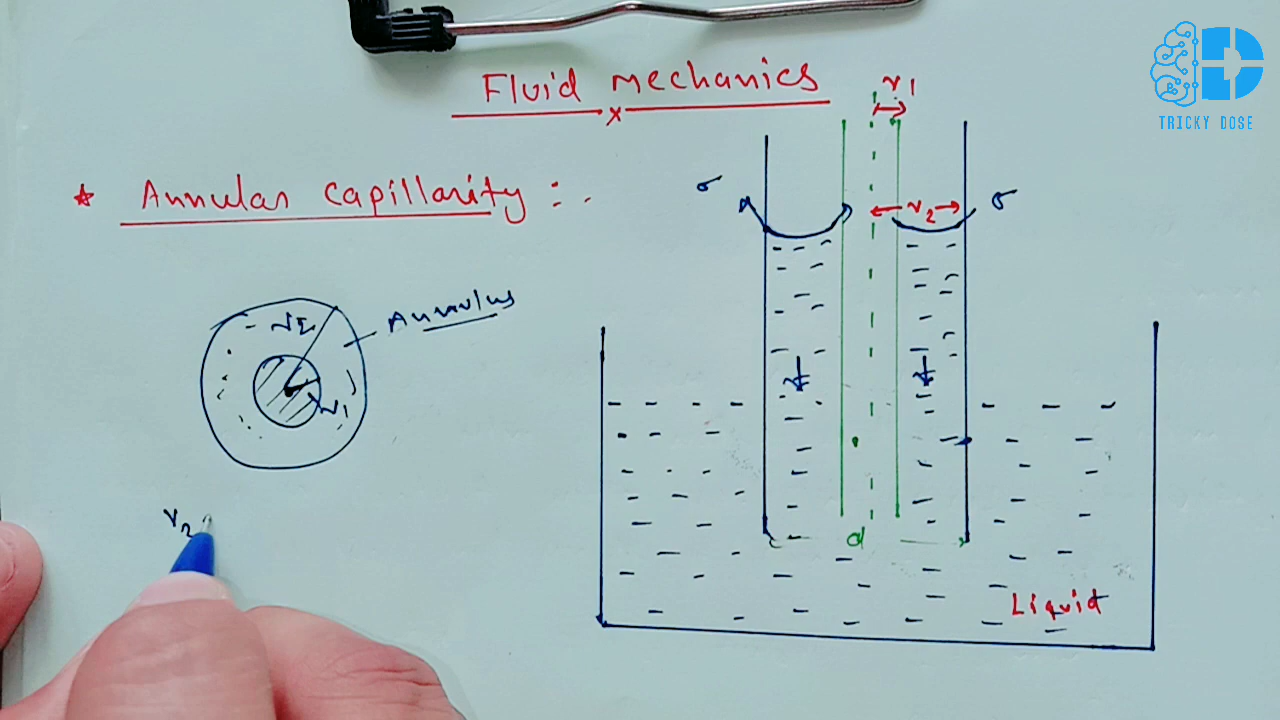 Fluid mechanics
x
r1
TRICKY DOSE
* Annular capillarity :-
σ
r2
σ
r2
Annulus
r1
r2
d
Liquid